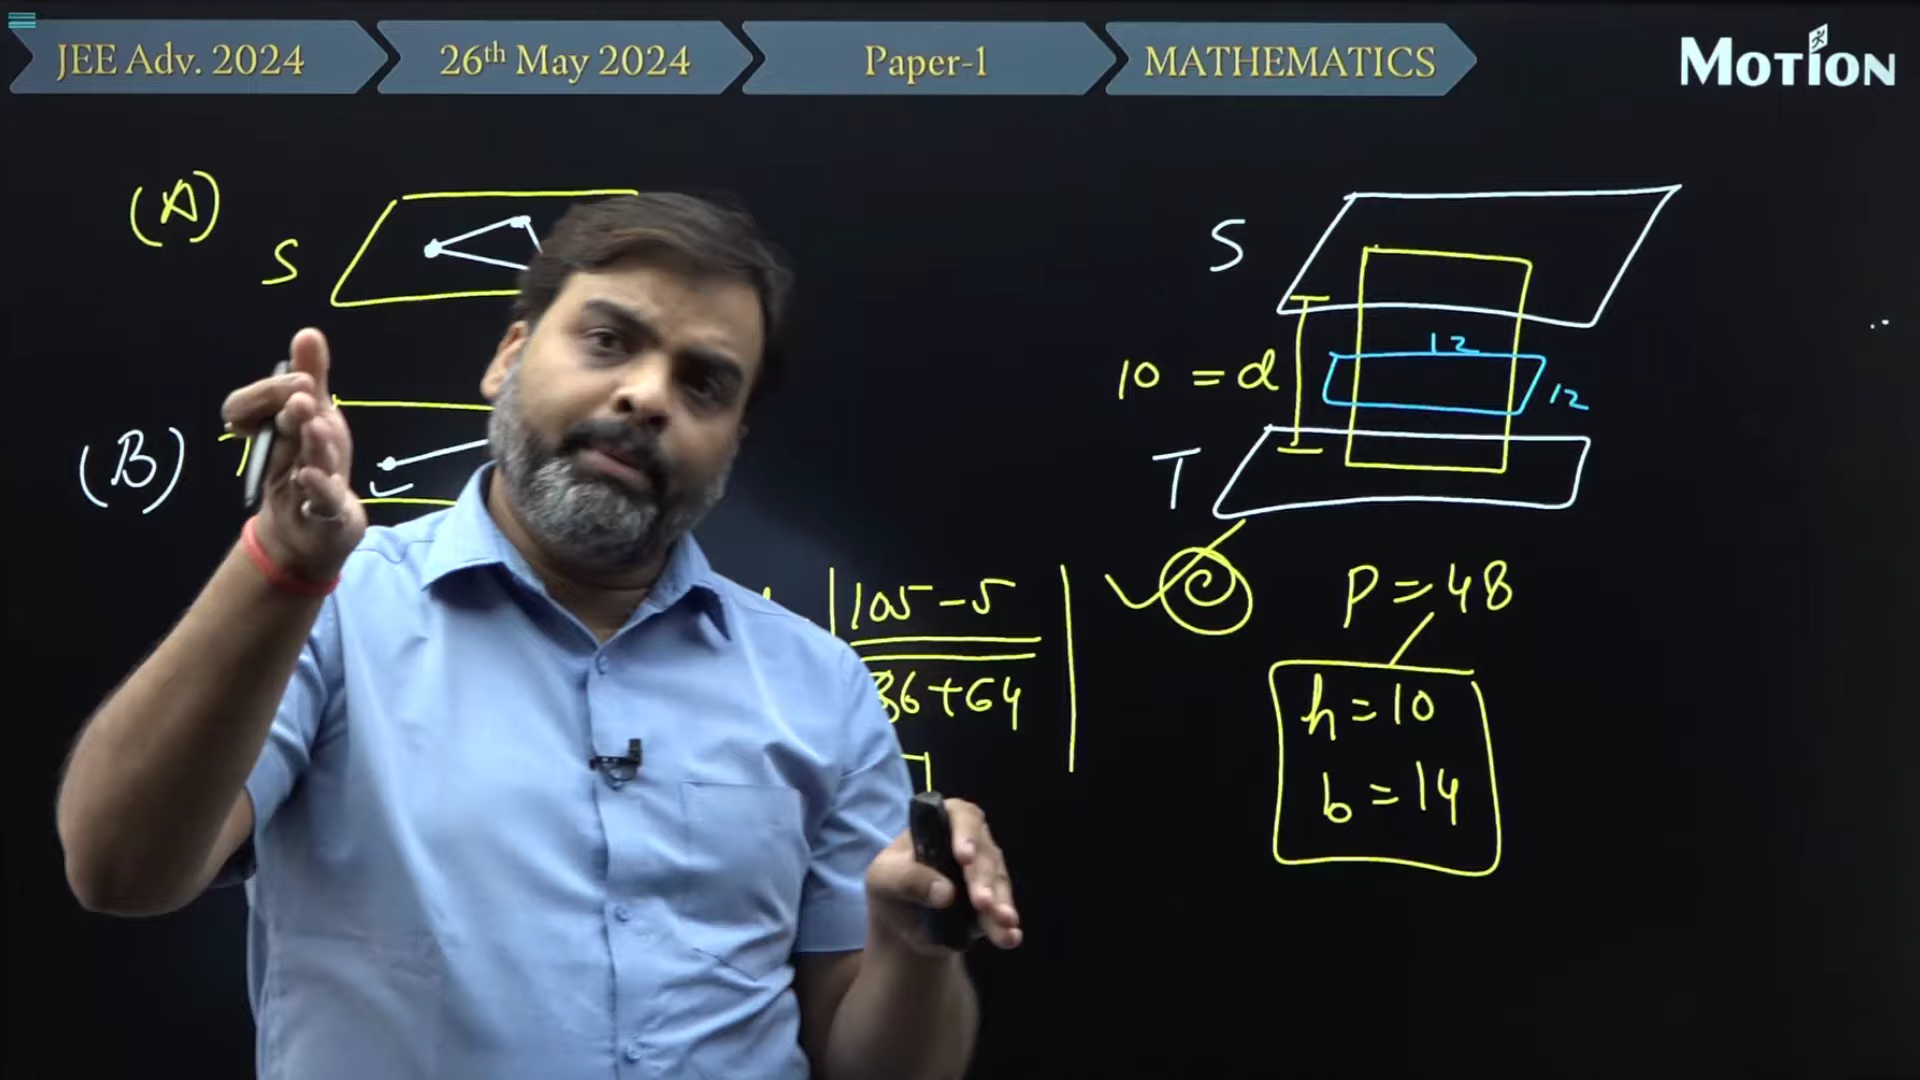 JEE Adv. 2024
26th May 2024
Paper-1
MATHEMATICS
MOTION
(A)
S
(B)
T
|105-5
36+64|
S
10 = d
12
12
T
P = 48
h = 10
b = 14